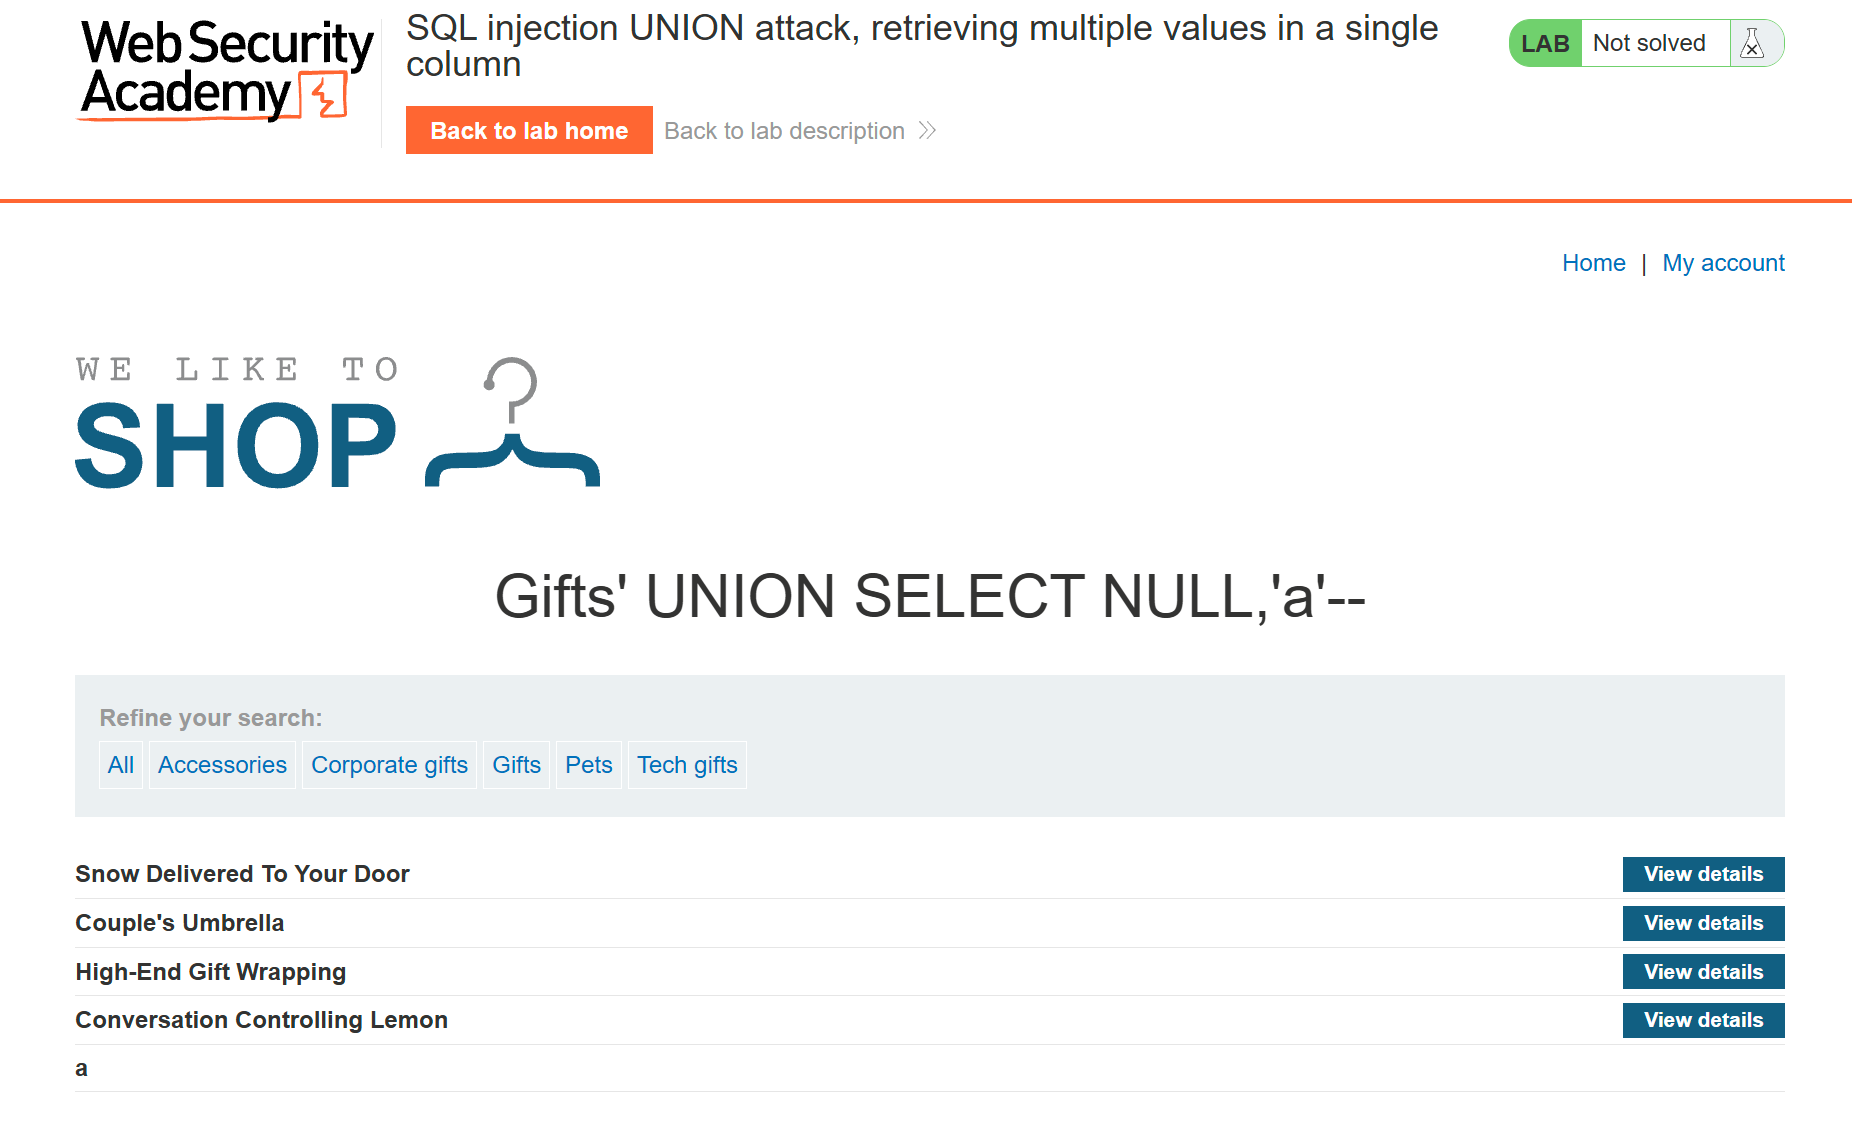 Web Security
Academy
SQL injection UNION attack, retrieving multiple values in a single
column
LAB Not solved
Back to lab home Back to lab description
Home | My account
WE LIKE TO
SHOP
Gifts' UNION SELECT NULL,'a'--
Refine your search:
All Accessories Corporate gifts Gifts Pets Tech gifts
Snow Delivered To Your Door View details
Couple's Umbrella View details
High-End Gift Wrapping View details
Conversation Controlling Lemon View details
a